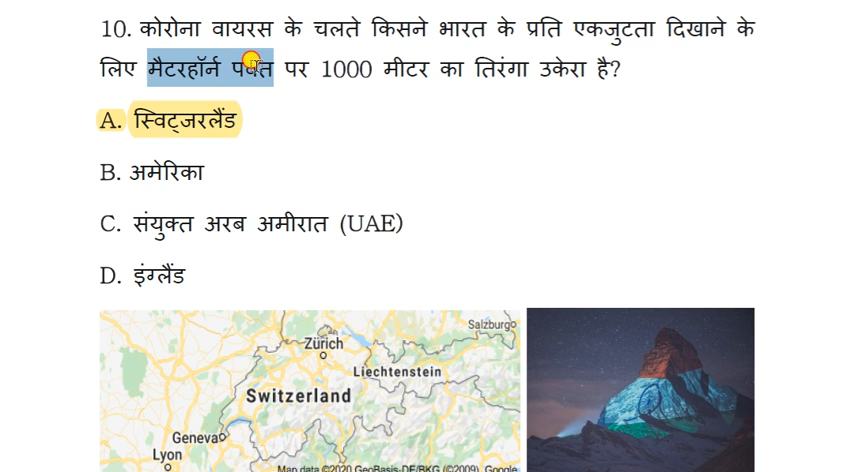 10. कोरोना वायरस के चलते किसने भारत के प्रति एकजुटता दिखाने के
लिए मैटरहॉर्न पर्वत पर 1000 मीटर का तिरंगा उकेरा है?
A. स्विट्जरलैंड
B. अमेरिका
C. संयुक्त अरब अमीरात (UAE)
D. इंग्लैंड
Salzburg
Zürich
Liechtenstein
Switzerland
Geneva
Lyon
Map data ©2020 GeoBasis-DE/BKG (©2009), Google